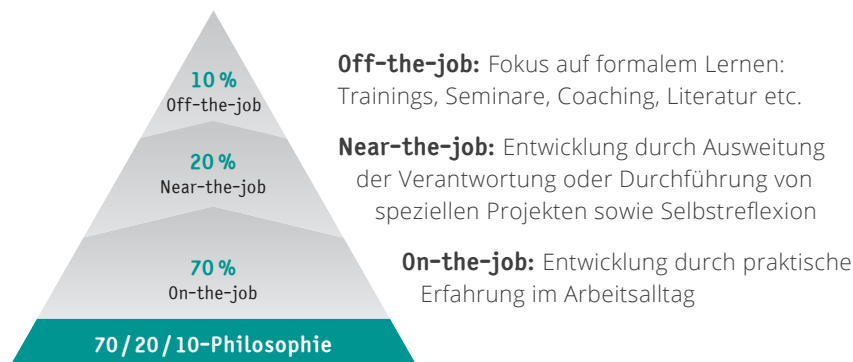 10 %
Off-the-job
Off-the-job: Fokus auf formalem Lernen:
Trainings, Seminare, Coaching, Literatur etc.
20 %
Near-the-job
Near-the-job: Entwicklung durch Ausweitung
der Verantwortung oder Durchführung von
speziellen Projekten sowie Selbstreflexion
70 %
On-the-job
On-the-job: Entwicklung durch praktische
Erfahrung im Arbeitsalltag
70 / 20 / 10-Philosophie